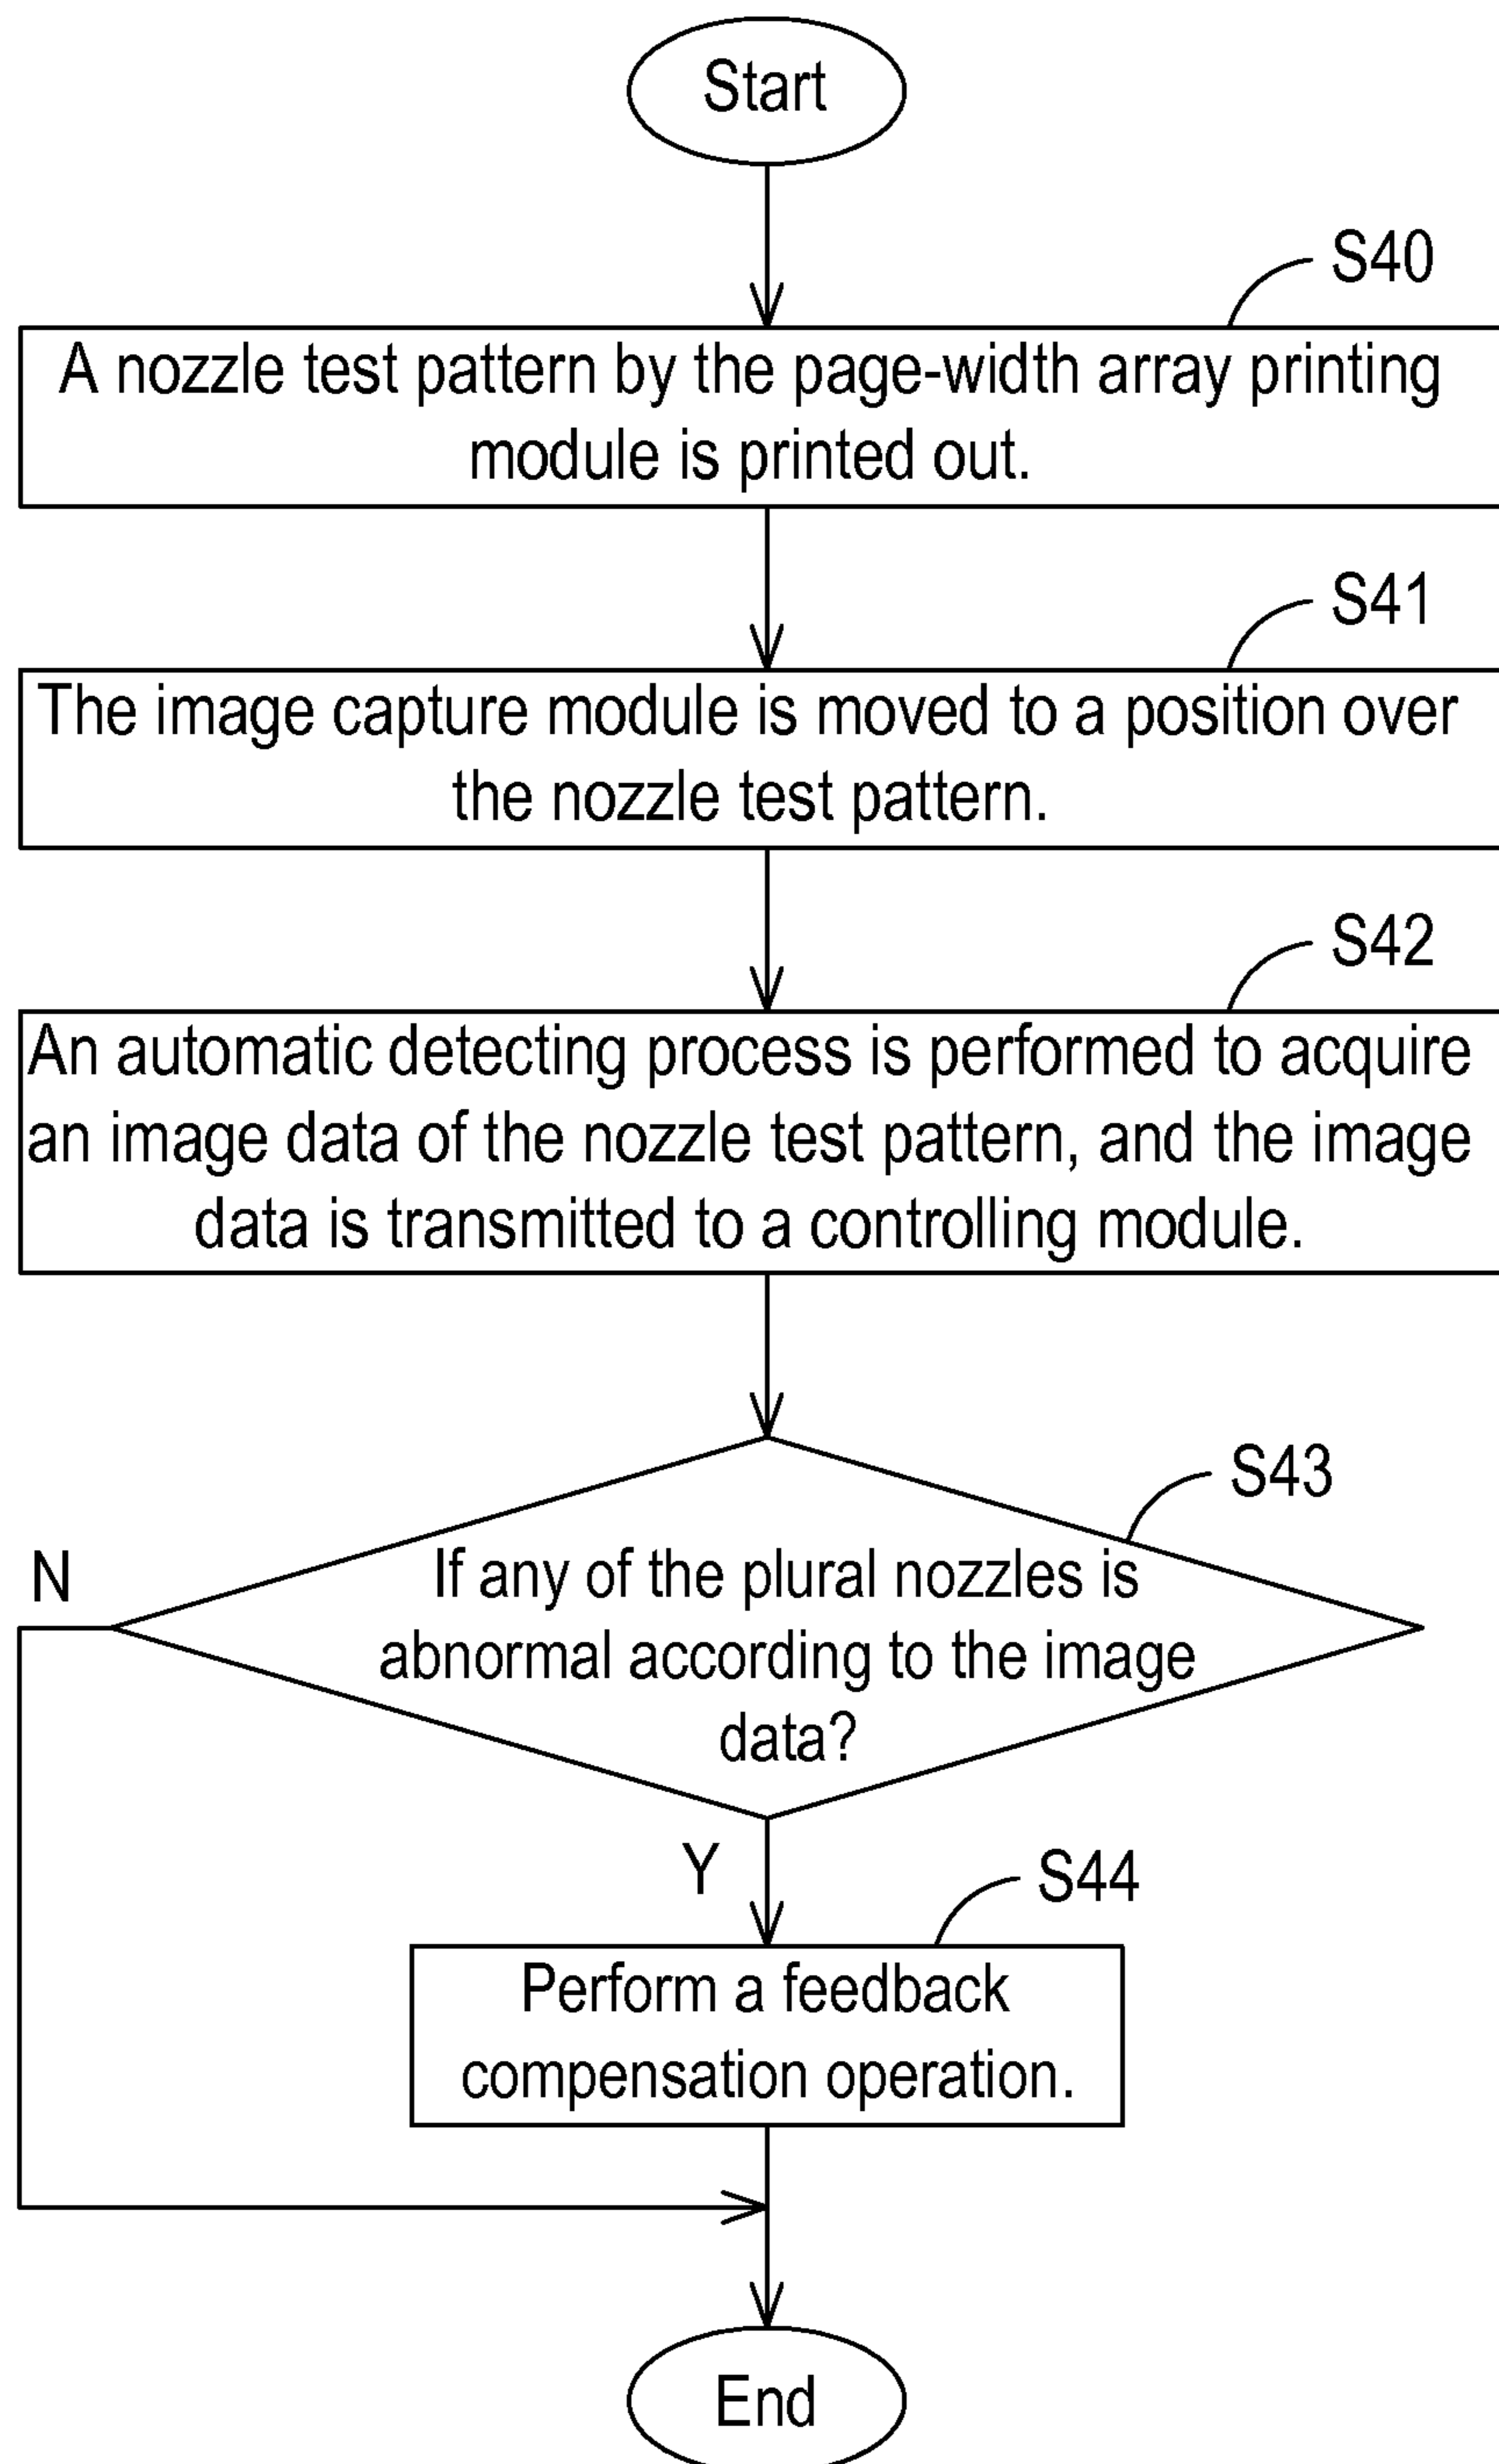 Start
S40
A nozzle test pattern by the page-width array printing
module is printed out.
S41
The image capture module is moved to a position over
the nozzle test pattern.
S42
An automatic detecting process is performed to acquire
an image data of the nozzle test pattern, and the image
data is transmitted to a controlling module.
S43
N
If any of the plural nozzles is
abnormal according to the image
data?
Y
S44
Perform a feedback
compensation operation.
End